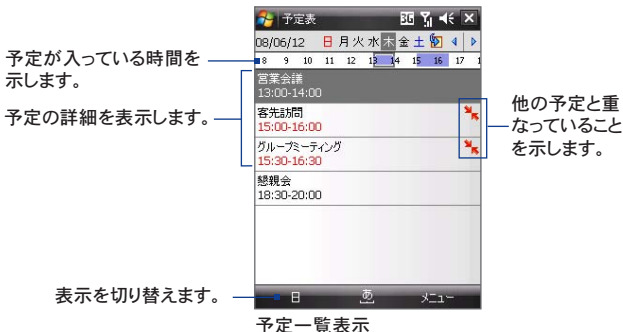 予定表 3G
08/06/12 日 月 火 水 木 金 土
8 9 10 11 12 13 14 15 16 17 1
予定が入っている時間を
示します。
営業会議
13:00-14:00
予定の詳細を表示します。
客先訪問
15:00-16:00
グループミーティング
15:30-16:30
他の予定と重
なっていること
を示します。
懇親会
18:30-20:00
表示を切り替えます。
日 あ メニュー
予定一覧表示